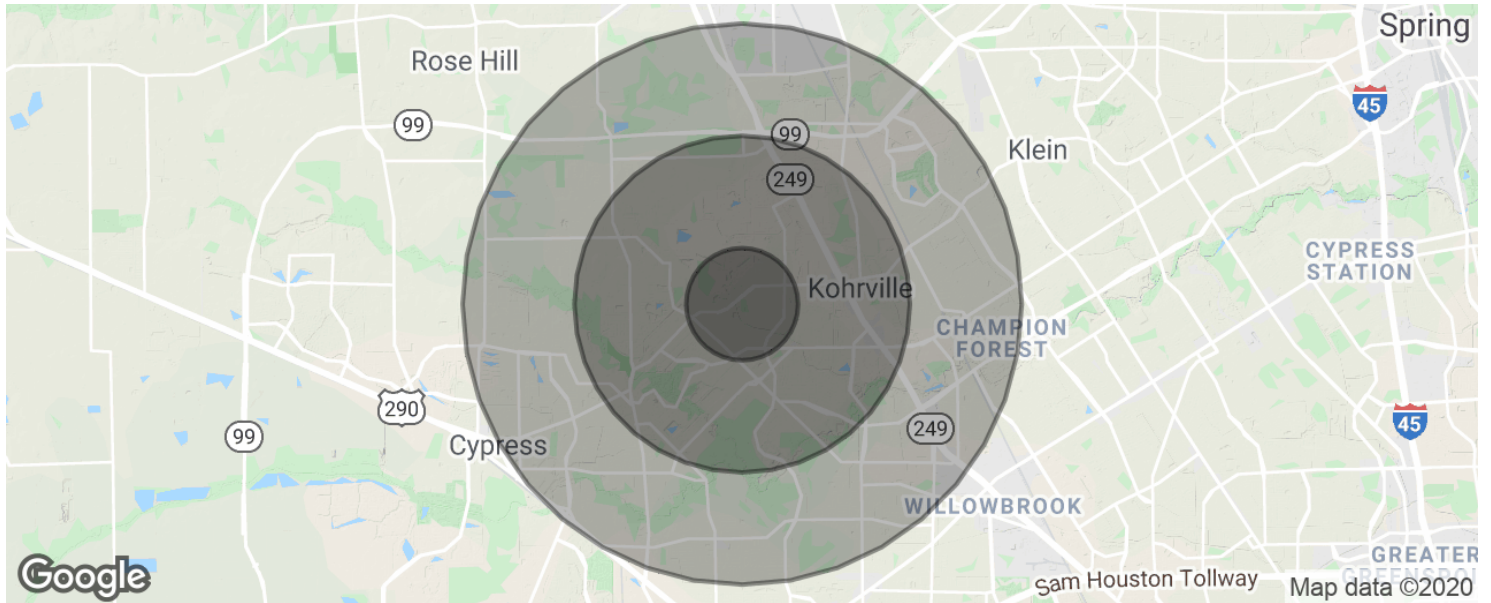 Spring
Rose Hill
45
99
99
Klein
249
CYPRESS
STATION
Kohrville
CHAMPION
FOREST
290
45
249
99
Cypress
WILLOWBROOK
GREATER
GREENSPOINT
Sam Houston Tollway
Google
Map data ©2020